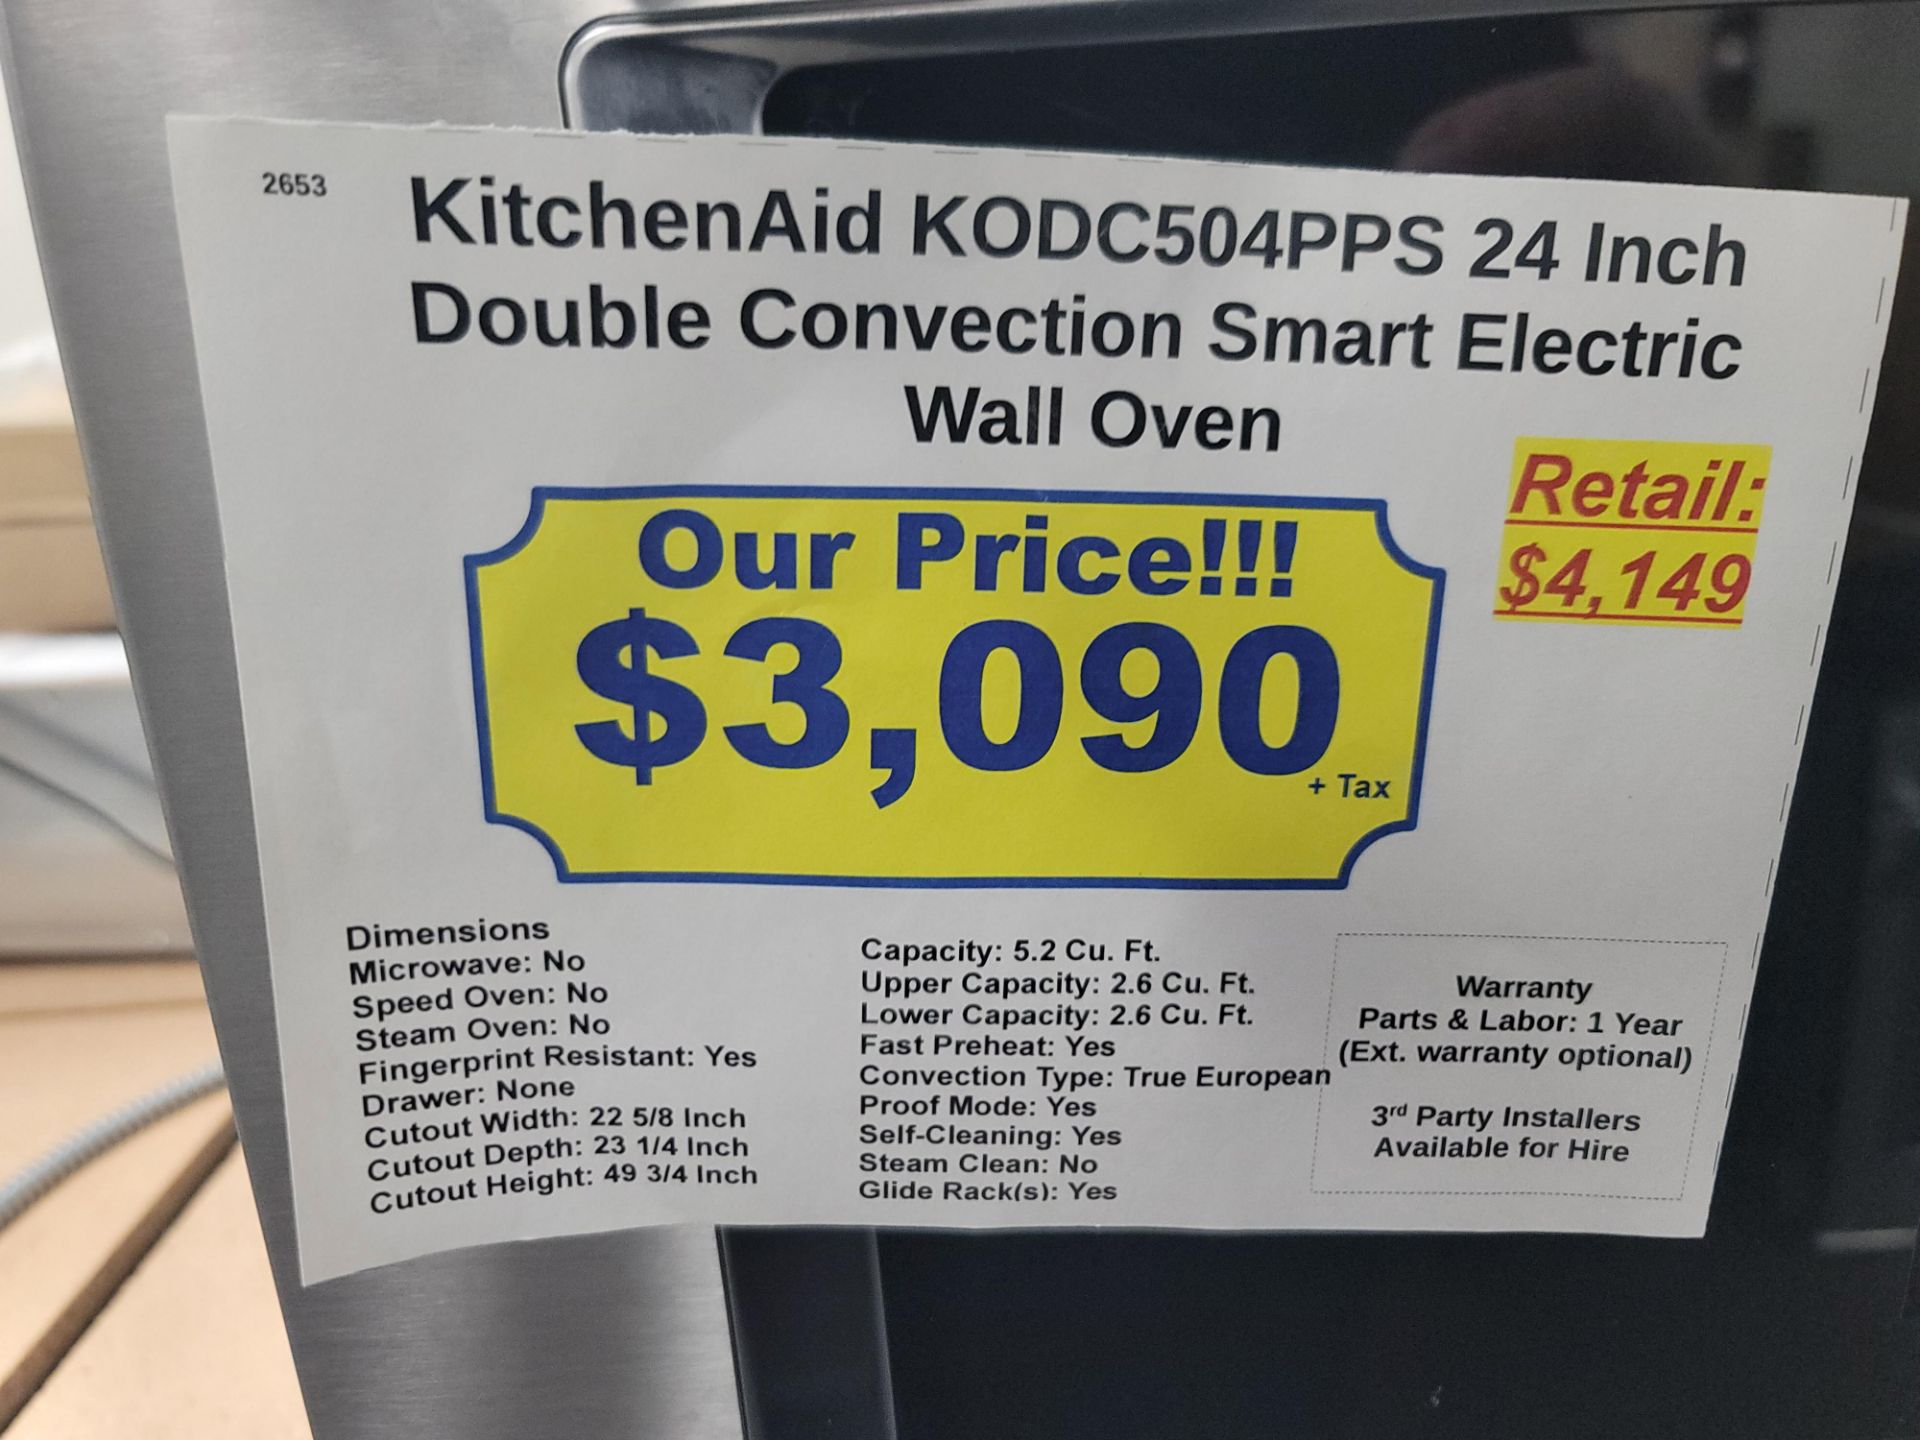 2653
KitchenAid KODC504PPS 24 Inch
Double Convection Smart Electric
Wall Oven
Retail:
$4,149
Our Price!!!
$3,090
+ Tax
Dimensions
Microwave: No
Speed Oven: No
Steam Oven: No
Fingerprint Resistant: Yes
Drawer: None
Cutout Width: 22 5/8 Inch
Cutout Depth: 23 1/4 Inch
Cutout Height: 49 3/4 Inch
Capacity: 5.2 Cu. Ft.
Upper Capacity: 2.6 Cu. Ft.
Lower Capacity: 2.6 Cu. Ft.
Fast Preheat: Yes
Convection Type: True European
Proof Mode: Yes
Self-Cleaning: Yes
Steam Clean: No
Glide Rack(s): Yes
Warranty
Parts & Labor: 1 Year
(Ext. warranty optional)
3rd Party Installers
Available for Hire